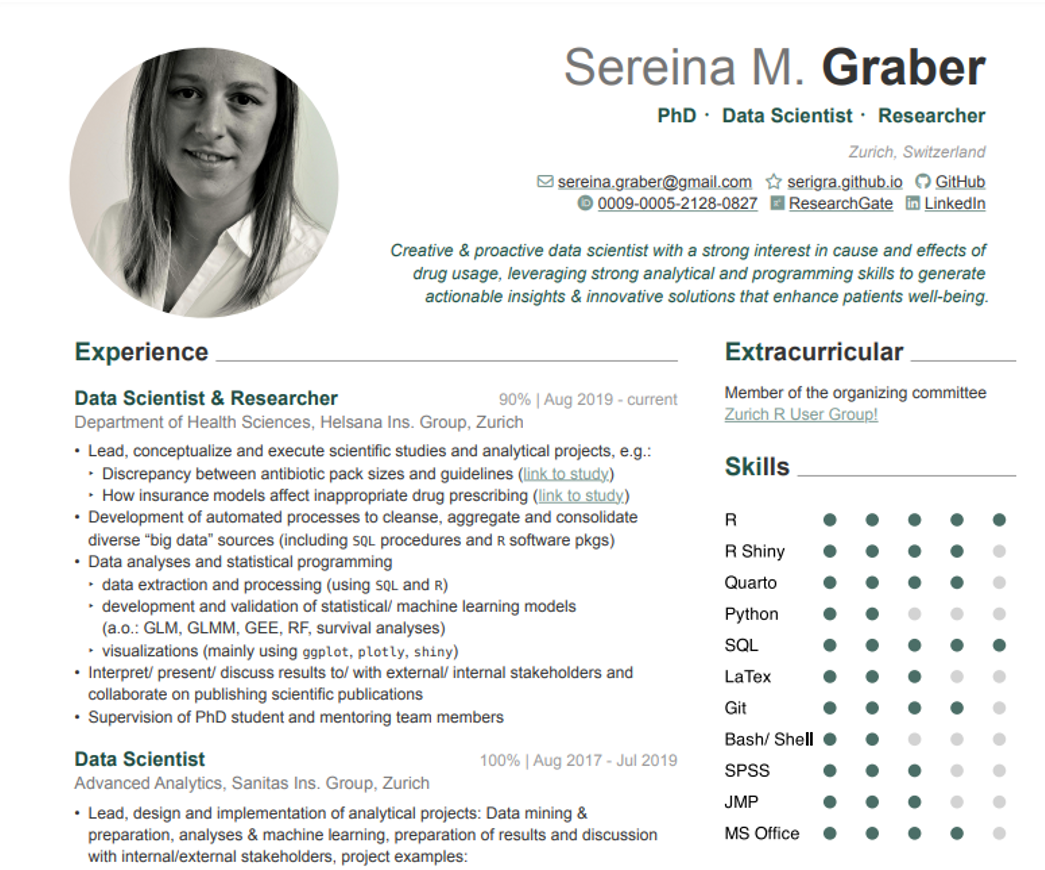 Sereina M. Graber
PhD · Data Scientist · Researcher
Zurich, Switzerland
sereina.graber@gmail.com serigra.github.io GitHub
0009-0005-2128-0827 ResearchGate LinkedIn
Creative & proactive data scientist with a strong interest in cause and effects of
drug usage, leveraging strong analytical and programming skills to generate
actionable insights & innovative solutions that enhance patients well-being.
Experience
Data Scientist & Researcher 90% | Aug 2019 - current
Department of Health Sciences, Helsana Ins. Group, Zurich
• Lead, conceptualize and execute scientific studies and analytical projects, e.g.:
‣ Discrepancy between antibiotic pack sizes and guidelines (link to study)
‣ How insurance models affect inappropriate drug prescribing (link to study)
• Development of automated processes to cleanse, aggregate and consolidate
diverse “big data” sources (including SQL procedures and R software pkgs)
• Data analyses and statistical programming
‣ data extraction and processing (using SQL and R)
‣ development and validation of statistical/ machine learning models
(a.o.: GLM, GLMM, GEE, RF, survival analyses)
‣ visualizations (mainly using ggplot, plotly, shiny)
• Interpret/ present/ discuss results to/ with external/ internal stakeholders and
collaborate on publishing scientific publications
• Supervision of PhD student and mentoring team members
Data Scientist 100% | Aug 2017 - Jul 2019
Advanced Analytics, Sanitas Ins. Group, Zurich
• Lead, design and implementation of analytical projects: Data mining &
preparation, analyses & machine learning, preparation of results and discussion
with internal/external stakeholders, project examples:
Extracurricular
Member of the organizing committee
Zurich R User Group!
Skills
R
R Shiny
Quarto
Python
SQL
LaTex
Git
Bash/ Shell
SPSS
JMP
MS Office